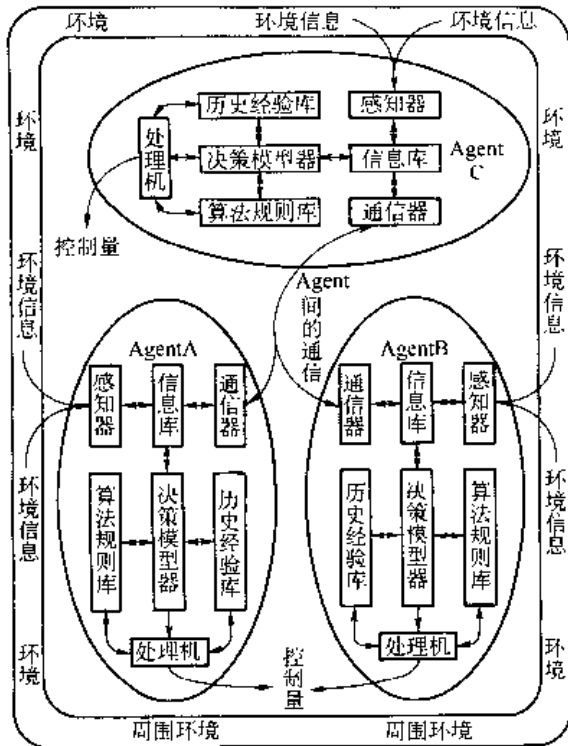 环境
环境信息
环境信息
历史经验库
感知器
处理机
决策模型器
信息库
Agent
C
算法规则库
通信器
环境
环境
控制量
环境信息
Agent
间的通信
环境信息
AgentA
感知器
信息库
通信器
算法规则库
决策模型器
历史经验库
处理机
AgentB
通信器
信息库
感知器
历史经验库
决策模型器
算法规则库
处理机
环境信息
环境信息
环境
控制量
环境
周围环境
周围环境